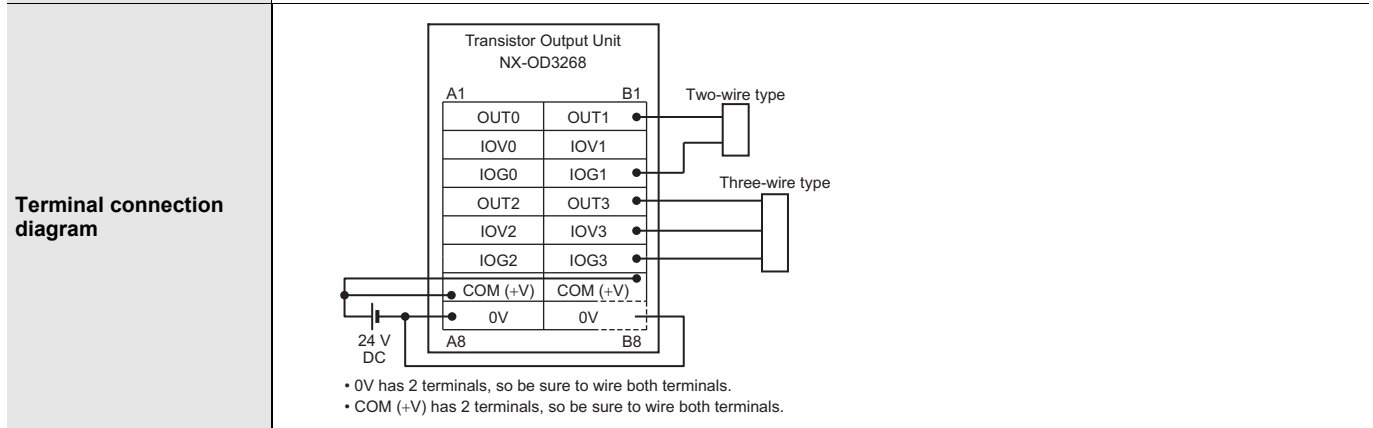 Terminal connection
diagram
Transistor Output Unit
NX-OD3268
A1 B1
Two-wire type
OUT0 OUT1
IOV0 IOV1
IOG0 IOG1
Three-wire type
OUT2 OUT3
IOV2 IOV3
IOG2 IOG3
COM (+V) COM (+V)
0V 0V
24 V
DC
A8 B8
• 0V has 2 terminals, so be sure to wire both terminals.
• COM (+V) has 2 terminals, so be sure to wire both terminals.